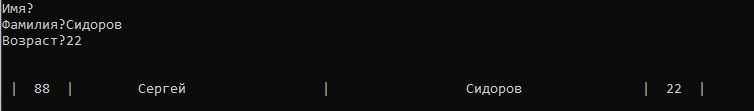 Имя?
Фамилия?Сидоров
Возраст?22
| 88 | Сергей | Сидоров | 22 |